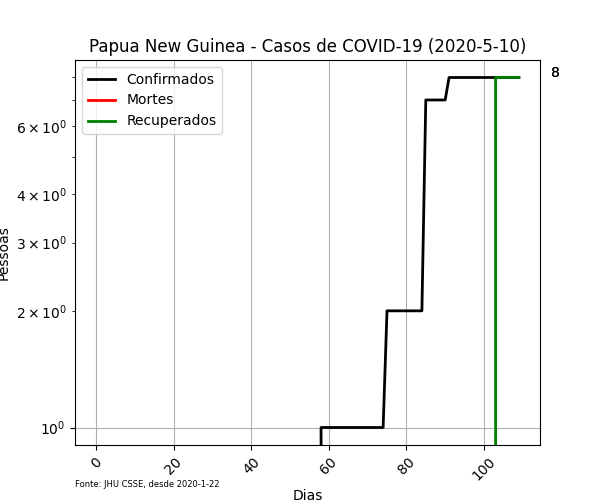 Papua New Guinea - Casos de COVID-19 (2020-5-10)
8
Confirmados
Mortes
Recuperados
6 × 10⁰
4 × 10⁰
3 × 10⁰
2 × 10⁰
10⁰
Pessoas
0 20 40 60 80 100
Fonte: JHU CSSE, desde 2020-1-22
Dias